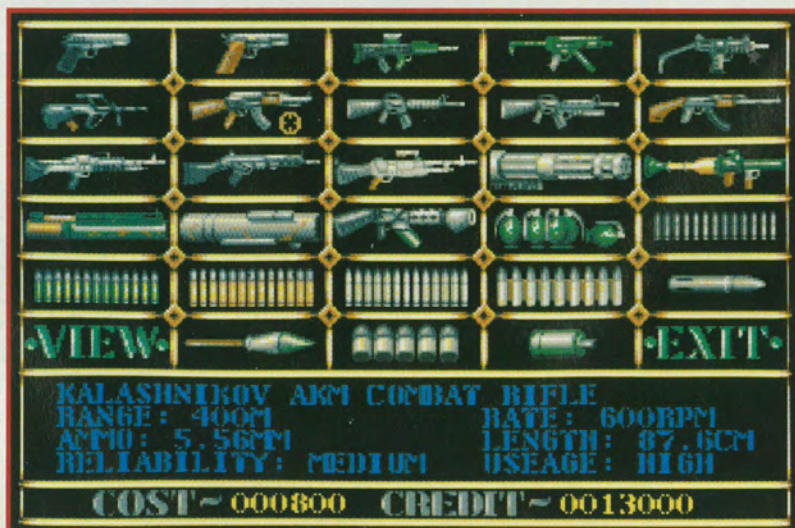 •VIEW•
•EXIT•
KALASHNIKOV AKM COMBAT RIFLE
RANGE: 400M RATE: 600RPM
AMMO: 5.56MM LENGTH: 87.6CM
RELIABILITY: MEDIUM USEAGE: HIGH
COST~000800 CREDIT~0013000